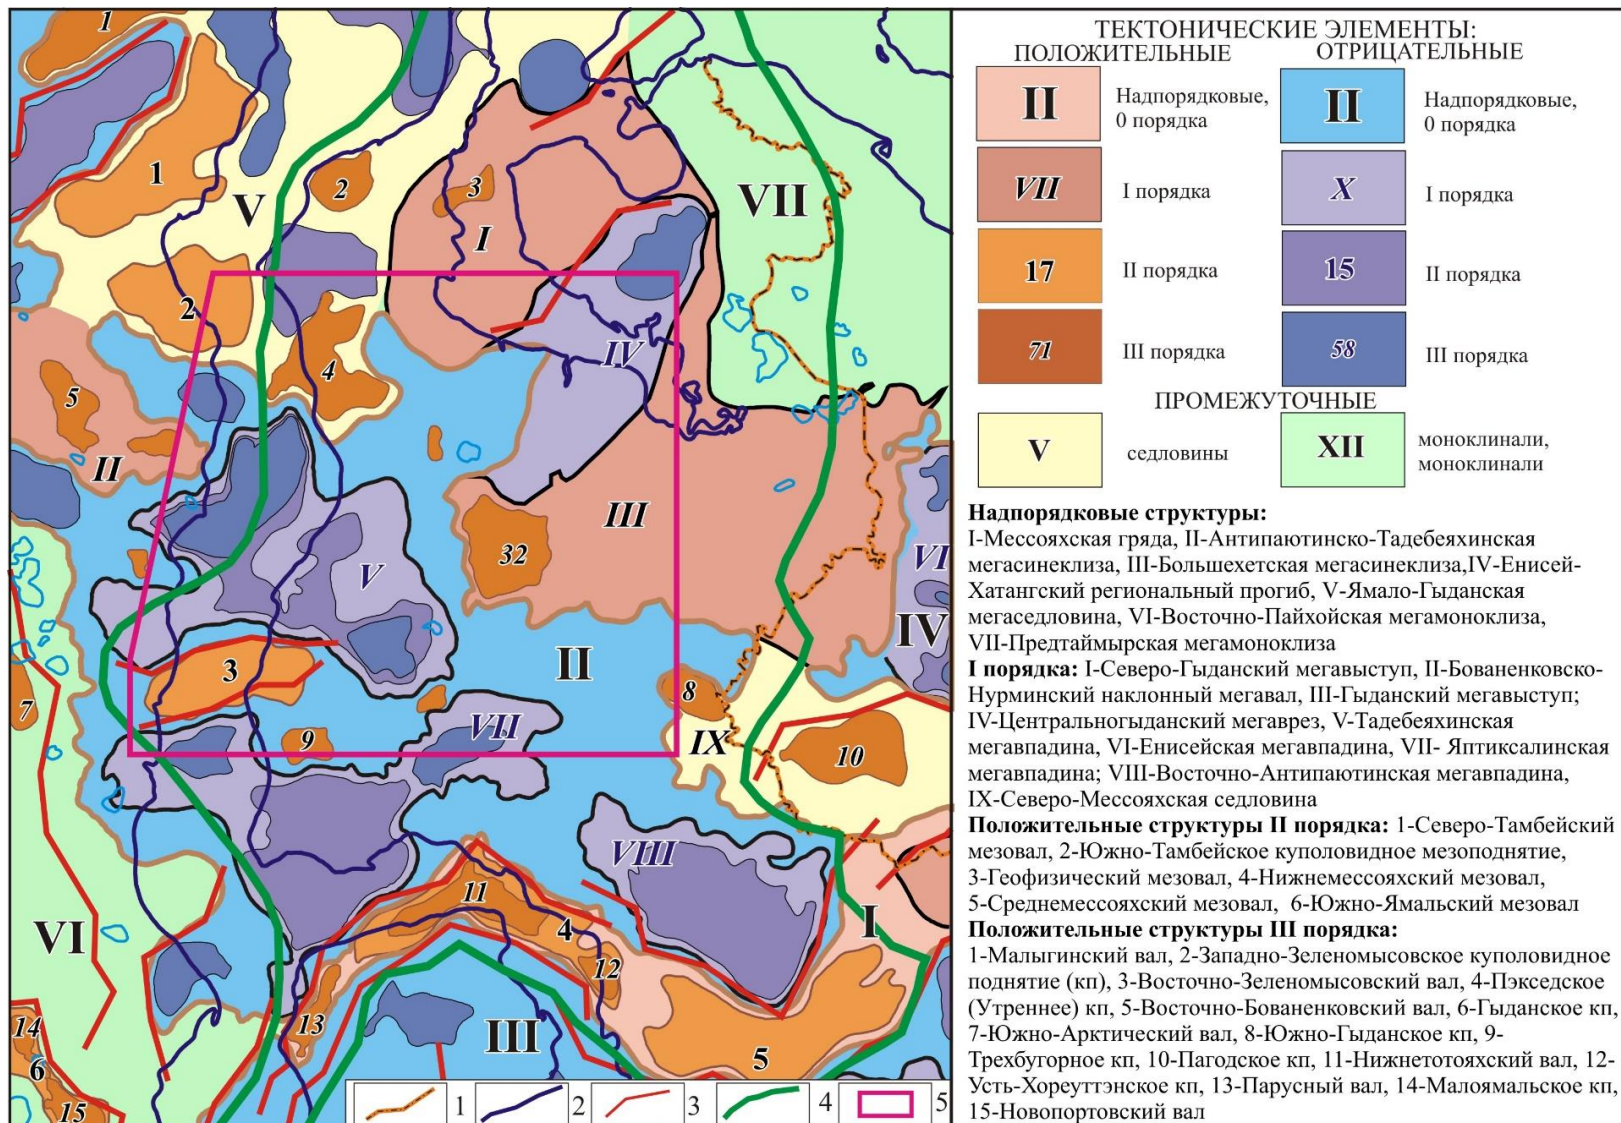 1
1
2
3
V
VII
I
2
4
IV
5
II
III
32
V
VI
IV
3
II
8
7
9
VII
IX
10
VIII
11
4
I
VI
12
13
III
14
6
5
15
1
2
3
4
5
ТЕКТОНИЧЕСКИЕ ЭЛЕМЕНТЫ:
ПОЛОЖИТЕЛЬНЫЕ
ОТРИЦАТЕЛЬНЫЕ
II
Надпорядковые,
0 порядка
II
Надпорядковые,
0 порядка
VII
I порядка
X
I порядка
17
II порядка
15
II порядка
71
III порядка
58
III порядка
ПРОМЕЖУТОЧНЫЕ
V
седловины
XII
моноклинали,
моноклинали
Надпорядковые структуры:
I-Мессояхская гряда, II-Антипаютинско-Тадебеяхинская
мегасинеклиза, III-Большехетская мегасинеклиза,IV-Енисей-
Хатангский региональный прогиб, V-Ямало-Гыданская
мегаседловина, VI-Восточно-Пайхойская мегамоноклиза,
VII-Предтаймырская мегамоноклиза
I порядка: I-Северо-Гыданский мегавыступ, II-Бованенковско-
Нурминский наклонный мегавал, III-Гыданский мегавыступ;
IV-Центральногыданский мегаврез, V-Тадебеяхинская
мегавпадина, VI-Енисейская мегавпадина, VII- Яптиксалинская
мегавпадина; VIII-Восточно-Антипаютинская мегавпадина,
IX-Северо-Мессояхская седловина
Положительные структуры II порядка: 1-Северо-Тамбейский
мезовал, 2-Южно-Тамбейское куполовидное мезоподнятие,
3-Геофизический мезовал, 4-Нижнемессояхский мезовал,
5-Среднемессояхский мезовал, 6-Южно-Ямальский мезовал
Положительные структуры III порядка:
1-Малыгинский вал, 2-Западно-Зеленомысовское куполовидное
поднятие (кп), 3-Восточно-Зеленомысовский вал, 4-Пэкседское
(Утреннее) кп, 5-Восточно-Бованенковский вал, 6-Гыданское кп,
7-Южно-Арктический вал, 8-Южно-Гыданское кп, 9-
Трехбугорное кп, 10-Пагодское кп, 11-Нижнетотояхский вал, 12-
Усть-Хореуттэнское кп, 13-Парусный вал, 14-Малоямальское кп,
15-Новопортовский вал